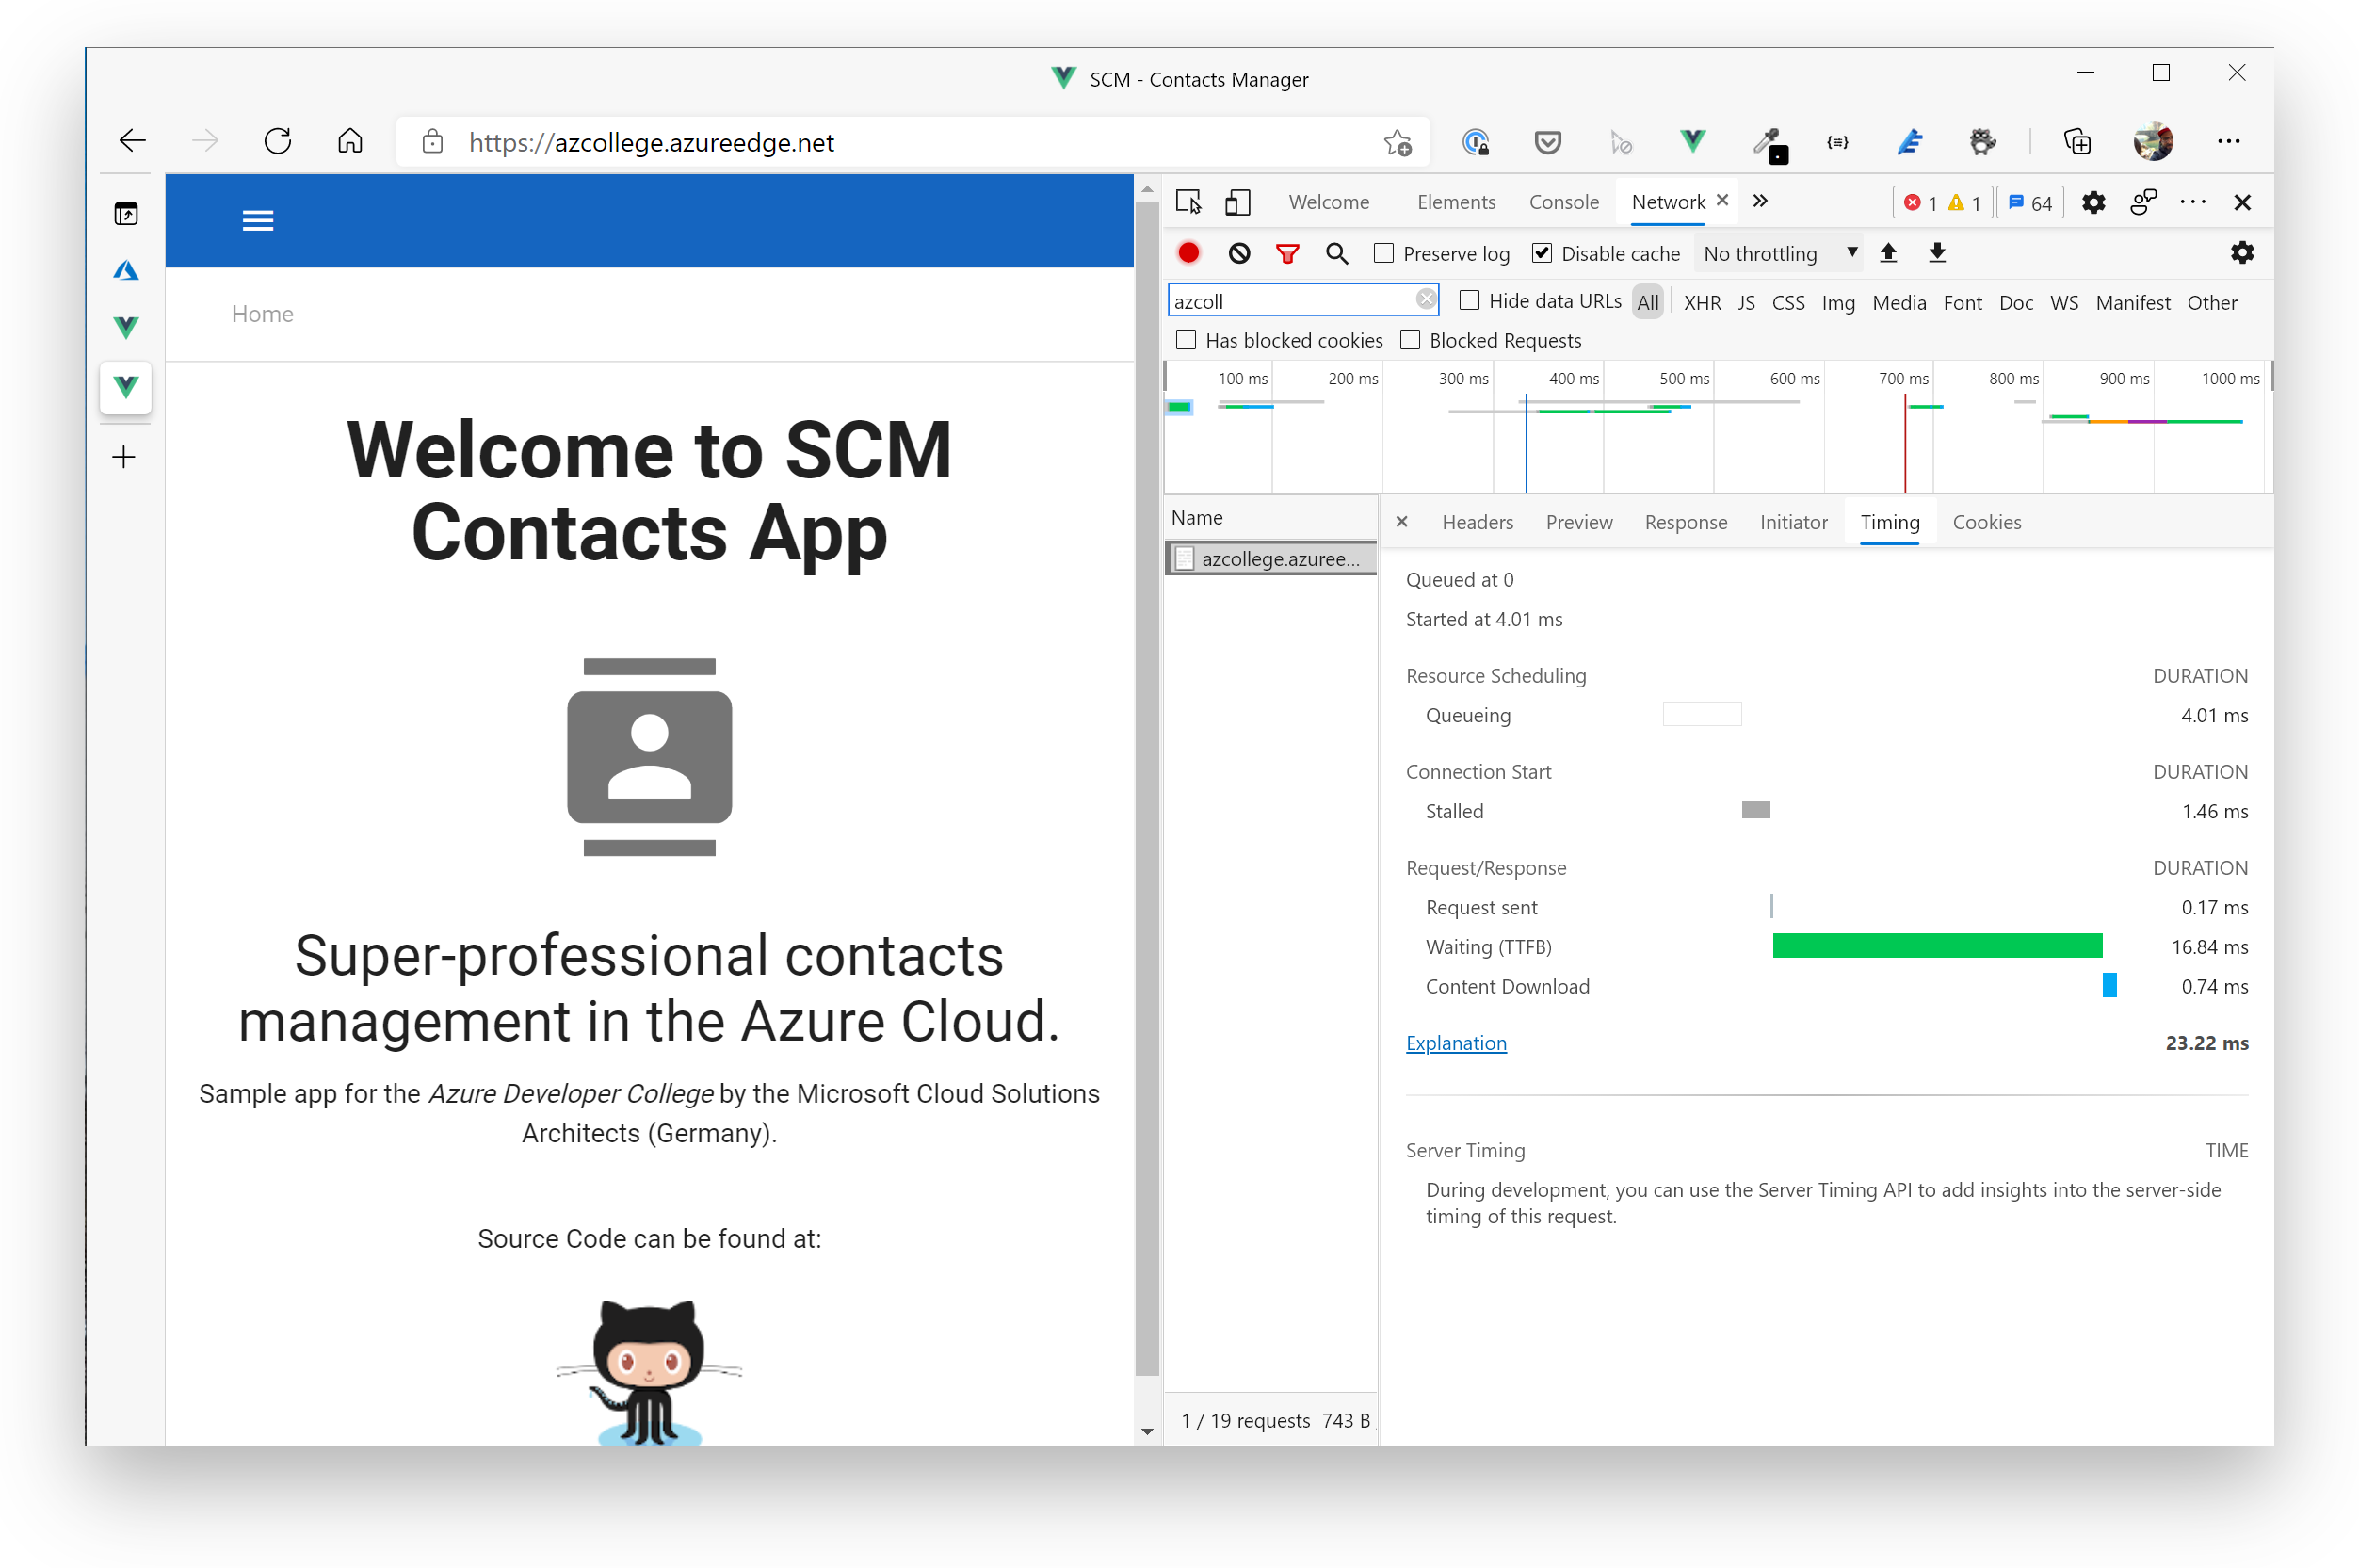 SCM - Contacts Manager
https://azcollege.azureedge.net
Home
Welcome to SCM
Contacts App
Super-professional contacts
management in the Azure Cloud.
Sample app for the Azure Developer College by the Microsoft Cloud Solutions
Architects (Germany).
Source Code can be found at:
Welcome Elements Console Network 1 1 64
Preserve log Disable cache No throttling
azcoll Hide data URLs All XHR JS CSS Img Media Font Doc WS Manifest Other
Has blocked cookies Blocked Requests
100 ms 200 ms 300 ms 400 ms 500 ms 600 ms 700 ms 800 ms 900 ms 1000 ms
Name
azcollege.azuree...
1 / 19 requests 743 B
Headers Preview Response Initiator Timing Cookies
Queued at 0
Started at 4.01 ms
Resource Scheduling DURATION
Queueing 4.01 ms
Connection Start DURATION
Stalled 1.46 ms
Request/Response DURATION
Request sent 0.17 ms
Waiting (TTFB) 16.84 ms
Content Download 0.74 ms
Explanation 23.22 ms
Server Timing TIME
During development, you can use the Server Timing API to add insights into the server-side
timing of this request.